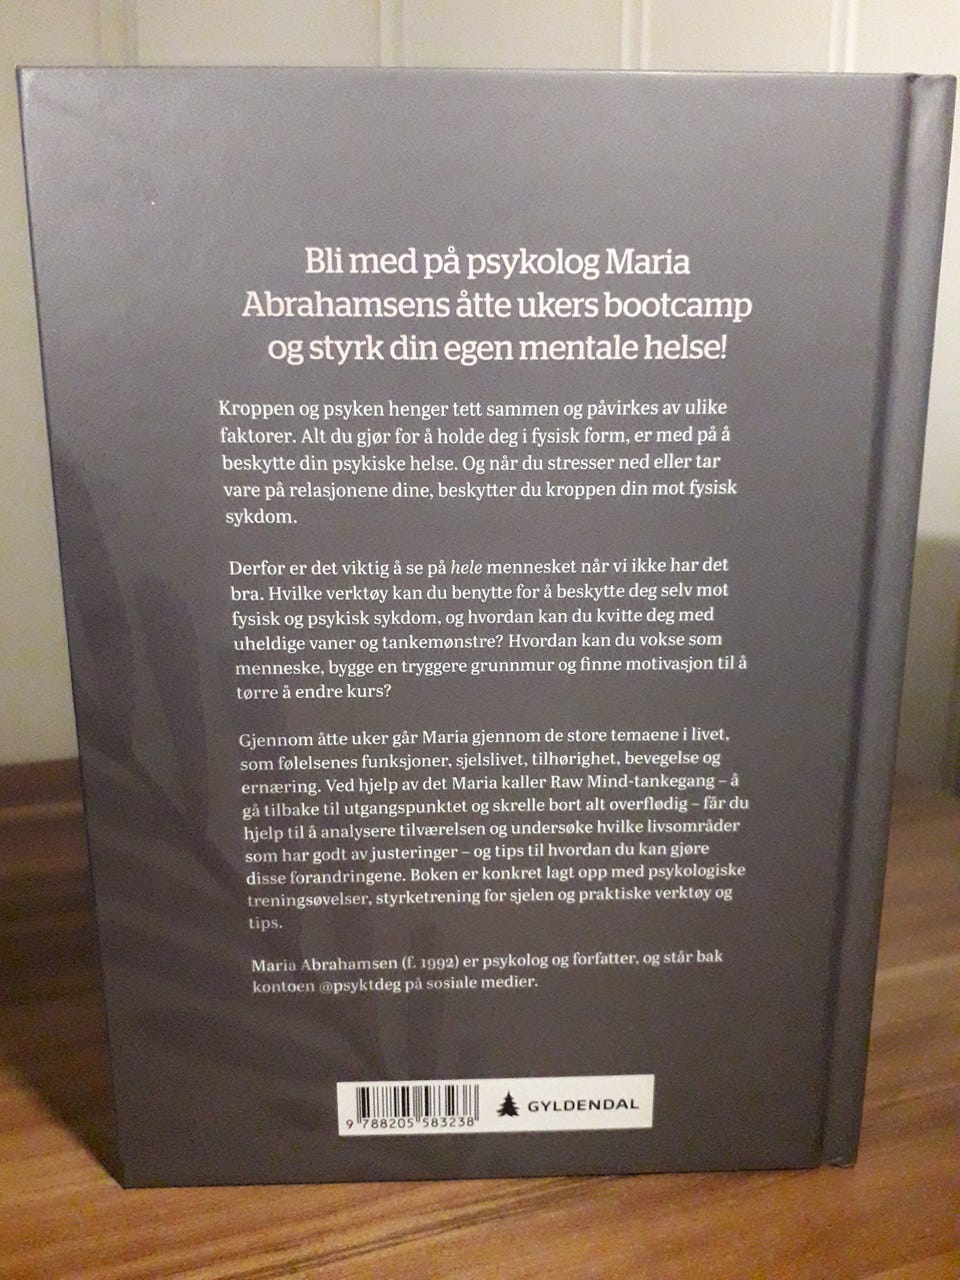 Bli med på psykolog Maria
Abrahamsens åtte ukers bootcamp
og styrk din egen mentale helse!
Kroppen og psyken henger tett sammen og påvirkes av ulike
faktorer. Alt du gjør for å holde deg i fysisk form, er med på å
beskytte din psykiske helse. Og når du stresser ned eller tar
vare på relasjonene dine, beskytter du kroppen din mot fysisk
sykdom.
Derfor er det viktig å se på hele mennesket når vi ikke har det
bra. Hvilke verktøy kan du benytte for å beskytte deg selv mot
fysisk og psykisk sykdom, og hvordan kan du kvitte deg med
uheldige vaner og tankemønstre? Hvordan kan du vokse som
menneske, bygge en tryggere grunnmur og finne motivasjon til å
tørre å endre kurs?
Gjennom åtte uker går Maria gjennom de store temaene i livet,
som følelsenes funksjoner, sjelslivet, tilhørighet, bevegelse og
ernæring. Ved hjelp av det Maria kaller Raw Mind-tankegang – å
gå tilbake til utgangspunktet og skrelle bort alt overflødig – får du
hjelp til å analysere tilværelsen og undersøke hvilke livsområder
som har godt av justeringer – og tips til hvordan du kan gjøre
disse forandringene. Boken er konkret lagt opp med psykologiske
treningsøvelser, styrketrening for sjelen og praktiske verktøy og
tips.
Maria Abrahamsen (f. 1992) er psykolog og forfatter, og står bak
kontoen @psyktdeg på sosiale medier.
9 788205 583238
GYLDENDAL